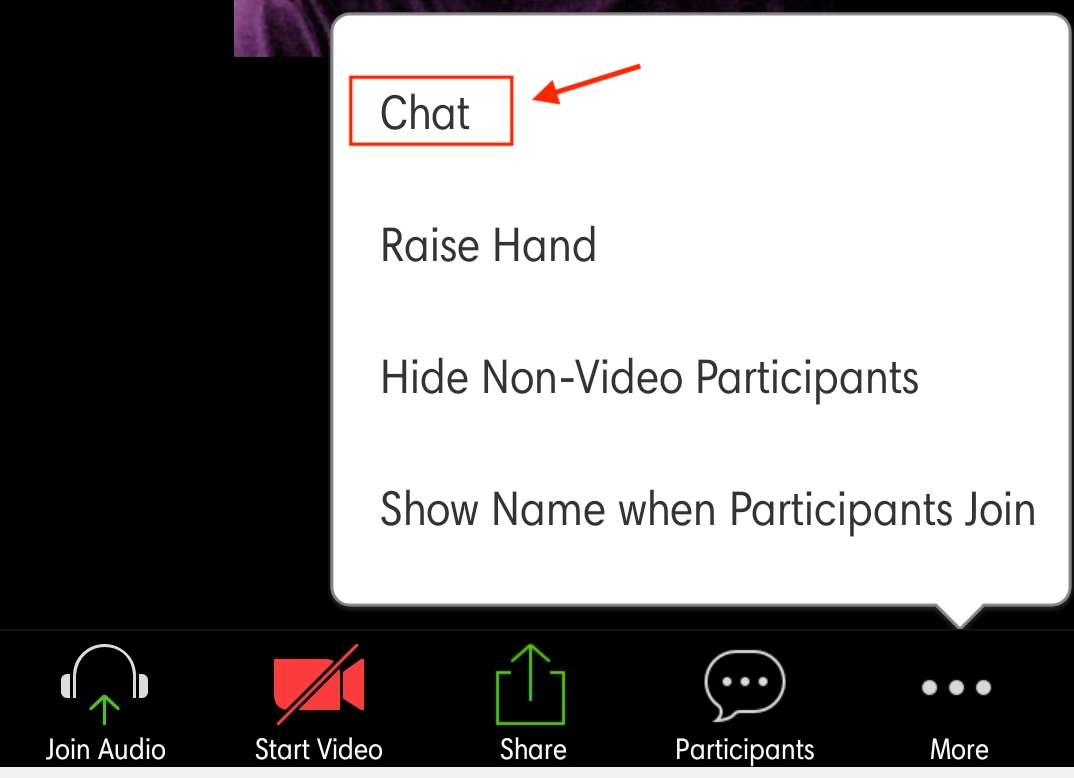 Chat
Raise Hand
Hide Non-Video Participants
Show Name when Participants Join
Join Audio
Start Video
Share
Participants
More